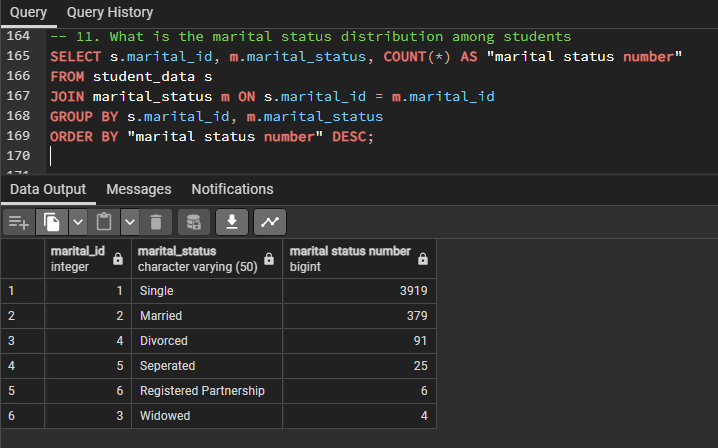 Query Query History
164 -- 11. What is the marital status distribution among students
165 SELECT s.marital_id, m.marital_status, COUNT(*) AS "marital status number"
166 FROM student_data s
167 JOIN marital_status m ON s.marital_id = m.marital_id
168 GROUP BY s.marital_id, m.marital_status
169 ORDER BY "marital status number" DESC;
170
171
Data Output Messages Notifications
marital_id marital_status marital status number
integer character varying (50) bigint
1 1 Single 3919
2 2 Married 379
3 4 Divorced 91
4 5 Seperated 25
5 6 Registered Partnership 6
6 3 Widowed 4